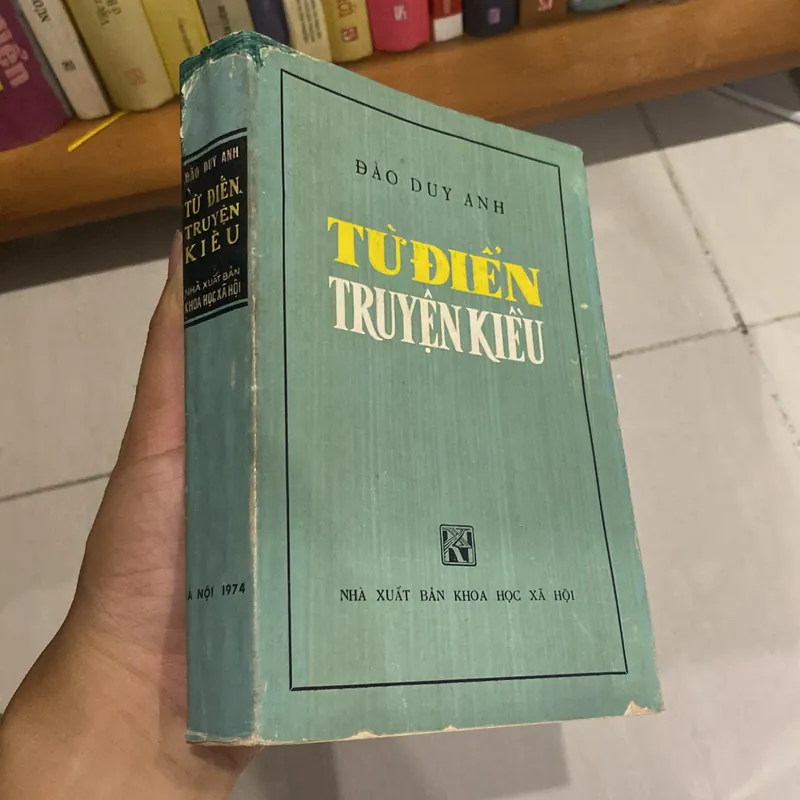 ĐÀO DUY ANH
TỪ ĐIỂN
TRUYỆN KIỀU
NHÀ XUẤT BẢN KHOA HỌC XÃ HỘI
ĐÀO DUY ANH
TỪ ĐIỂN
TRUYỆN
KIỀU
NHÀ XUẤT BẢN
KHOA HỌC XÃ HỘI
NỘI 1974